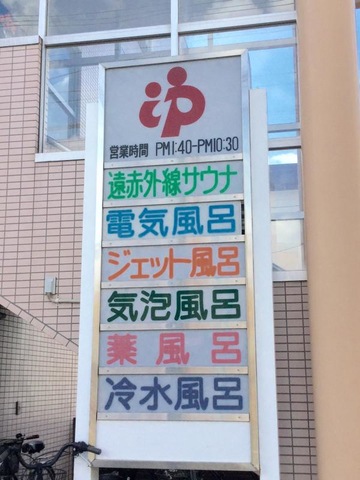 ip
営業時間 PM1:40-PM10:30
遠赤外線サウナ
電気風呂
ジェット風呂
気泡風呂
薬風呂
冷水風呂